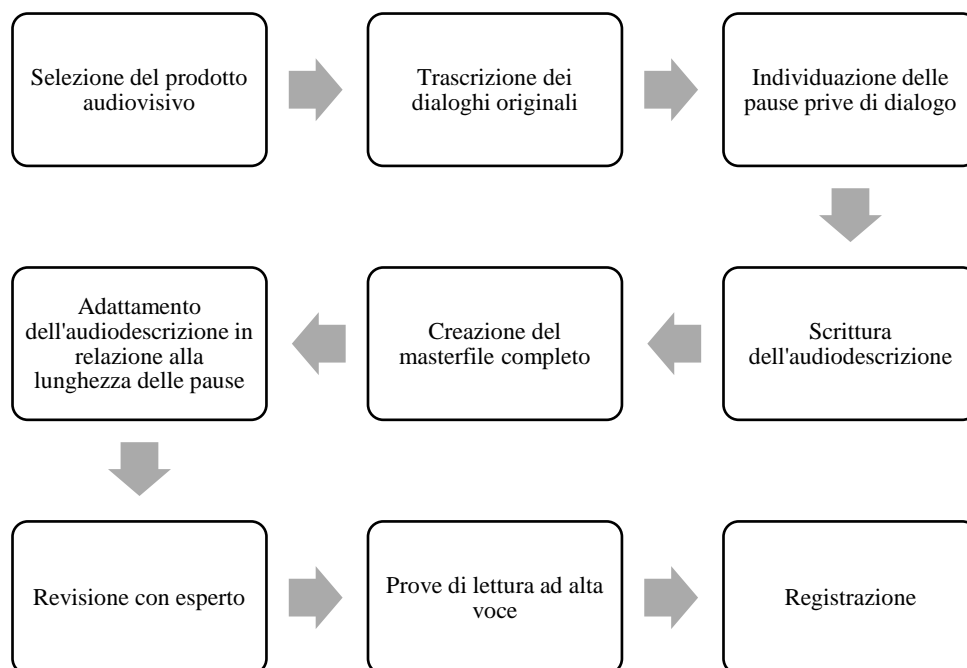 Selezione del prodotto
audiovisivo
Trascrizione dei
dialoghi originali
Individuazione delle
pause prive di dialogo
Scrittura
dell'audiodescrizione
Creazione del
masterfile completo
Adattamento
dell'audiodescrizione in
relazione alla
lunghezza delle pause
Revisione con esperto
Prove di lettura ad alta
voce
Registrazione